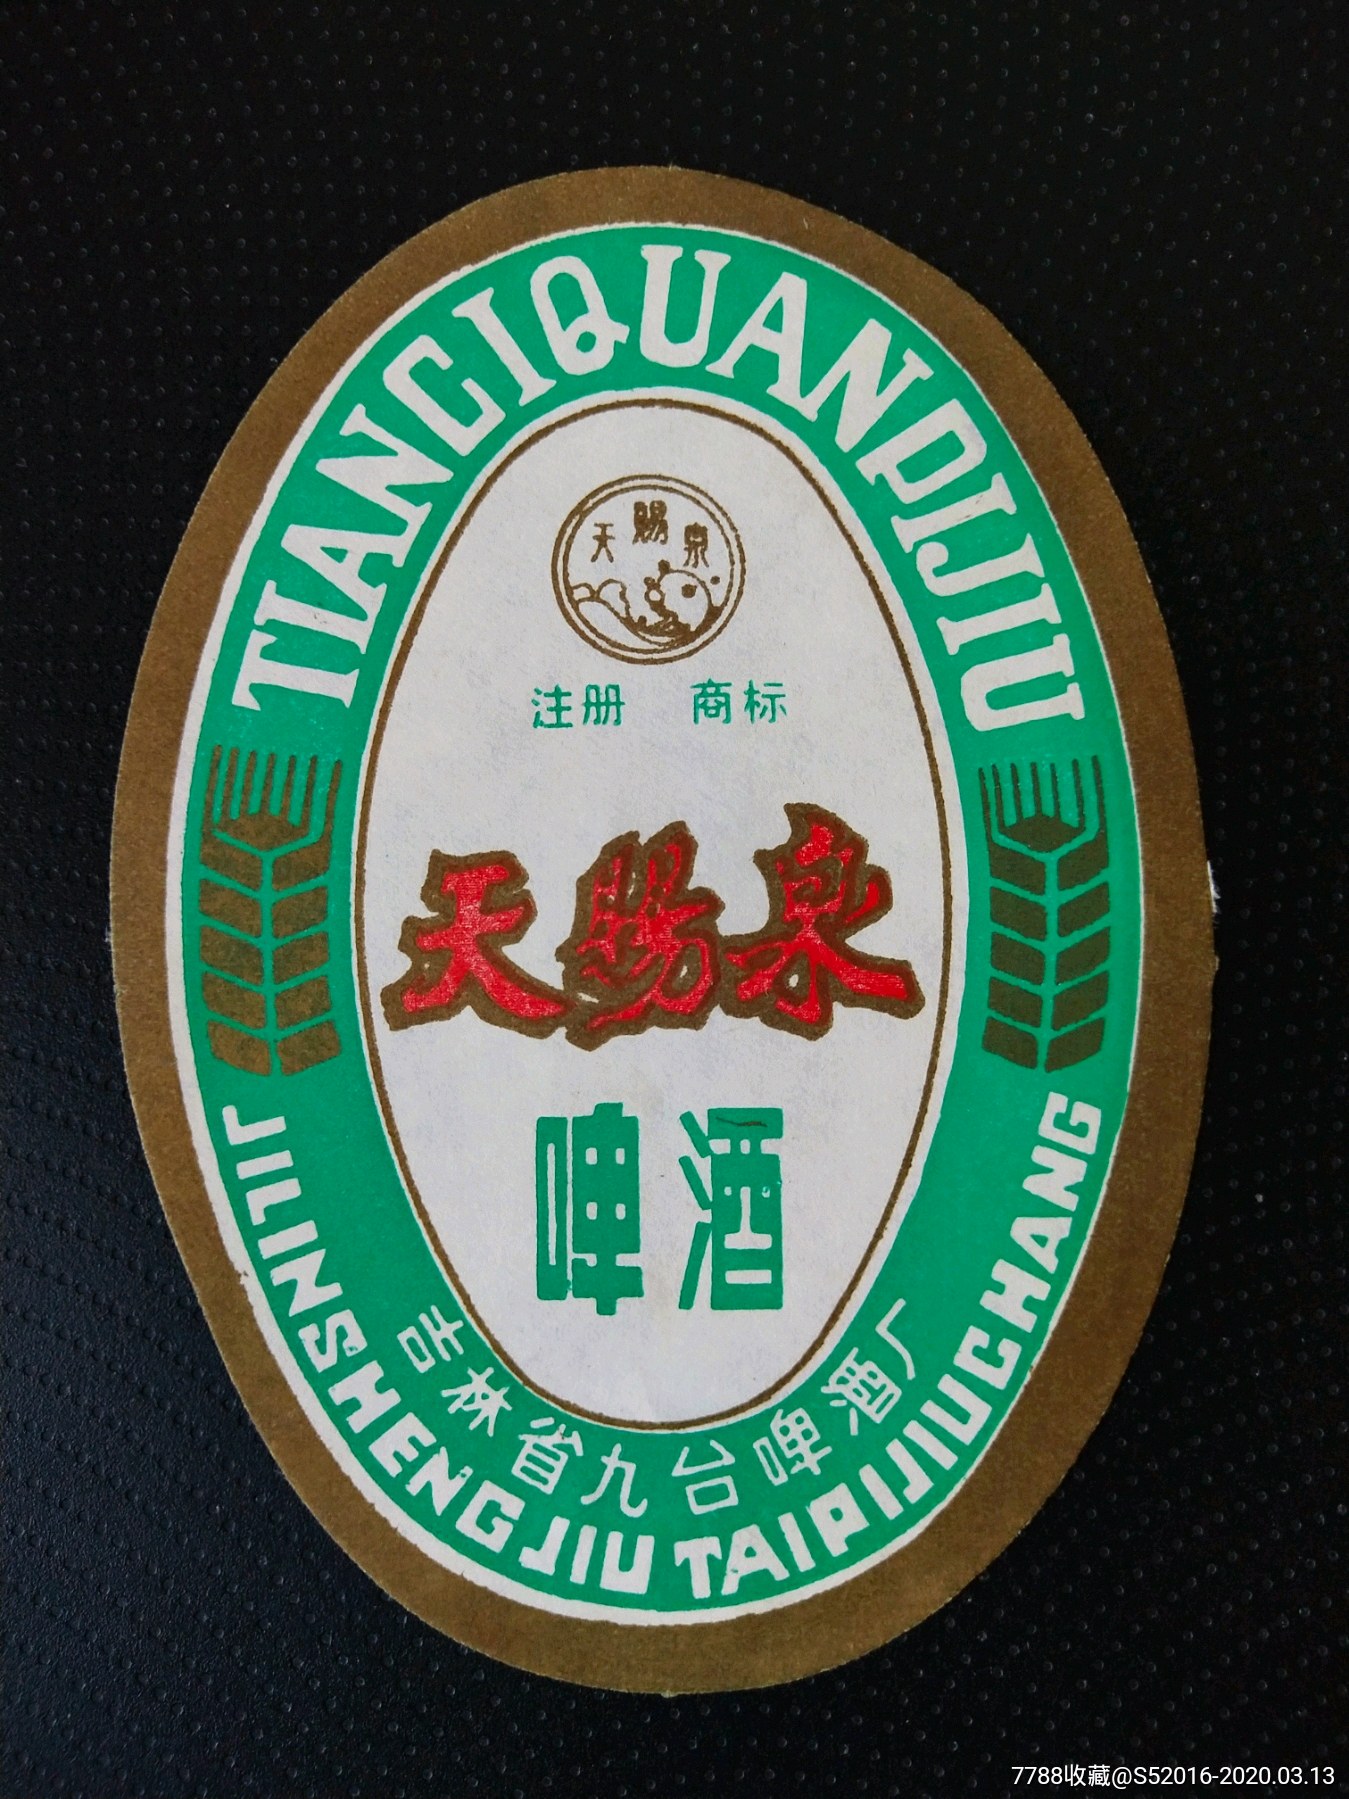 TIANCIQUANPIJIU
天赐泉
注册 商标
天赐泉
啤酒
吉林省九台啤酒厂
JILINSHENGJIUTAIPIJIUCHANG
7788收藏@S52016-2020.03.13